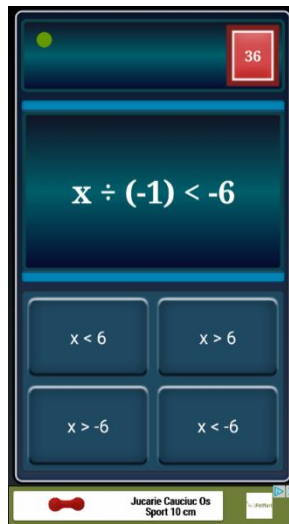 36
x ÷ (-1) < -6
x < 6
x > 6
x > -6
x < -6
Jucarie Cauciuc Os
Sport 10 cm